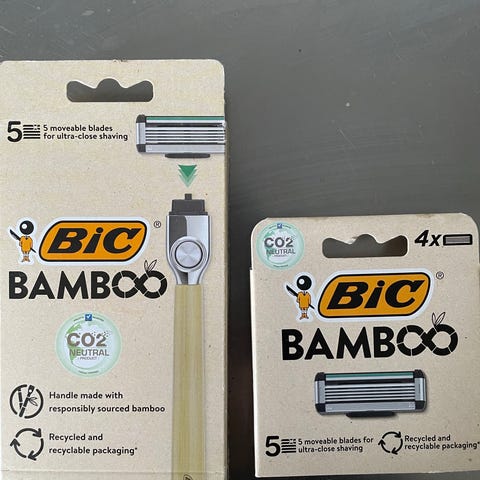 5 5 moveable blades
for ultra-close shaving
BiC®
BAMBOO
CO2
NEUTRAL
PRODUCT
Handle made with
responsibly sourced bamboo
Recycled and
recyclable packaging*
BiC
CO2
NEUTRAL
4x
BiC®
BAMBOO
5 5 moveable blades for
ultra-close shaving
Recycled and
recyclable packaging*